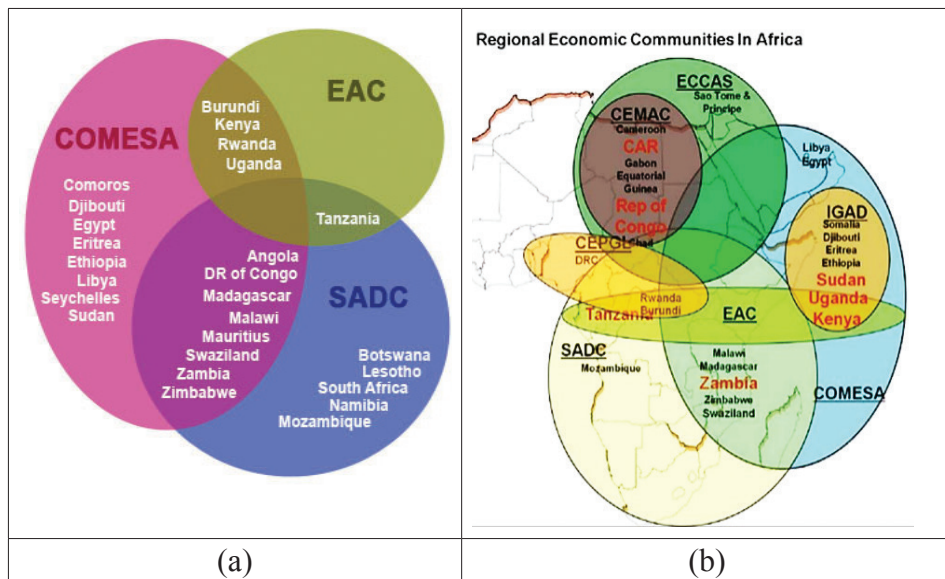 COMESA
EAC
SADC
Burundi
Kenya
Rwanda
Uganda
Comoros
Djibouti
Egypt
Eritrea
Ethiopia
Libya
Seychelles
Sudan
Tanzania
Angola
DR of Congo
Madagascar
Malawi
Mauritius
Swaziland
Zambia
Zimbabwe
Botswana
Lesotho
South Africa
Namibia
Mozambique
(a)
Regional Economic Communities In Africa
ECCAS
Sao Tome &
Principe
CEMAC
Cameroon
CAR
Gabon
Equatorial
Guinea
Rep of
Congo
Chad
CEPGL
DRC
Libya
Egypt
IGAD
Somalia
Djibouti
Eritrea
Ethiopia
Sudan
Uganda
Kenya
Rwanda
Burundi
Tanzania
EAC
SADC
Mozambique
Malawi
Madagascar
Zambia
Zimbabwe
Swaziland
COMESA
(b)